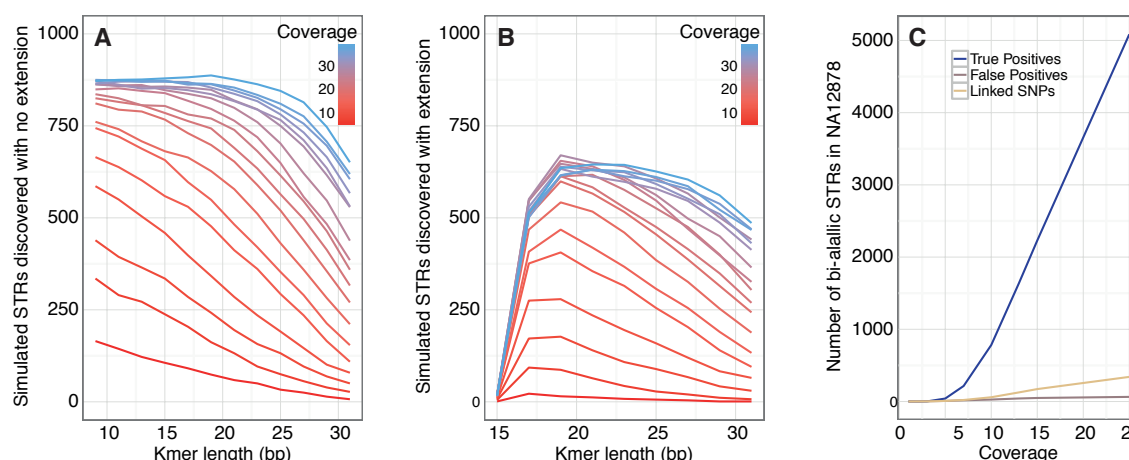 A
Coverage
30
20
10
1000
750
500
250
0
10
15
20
25
30
Kmer length (bp)
Simulated STRs discovered with no extension
B
Coverage
30
20
10
1000
750
500
250
0
15
20
25
30
Kmer length (bp)
Simulated STRs discovered with extension
C
True Positives
False Positives
Linked SNPs
5000
4000
3000
2000
1000
0
0
5
10
15
20
Coverage
Number of bi-alallic STRs in NA12878